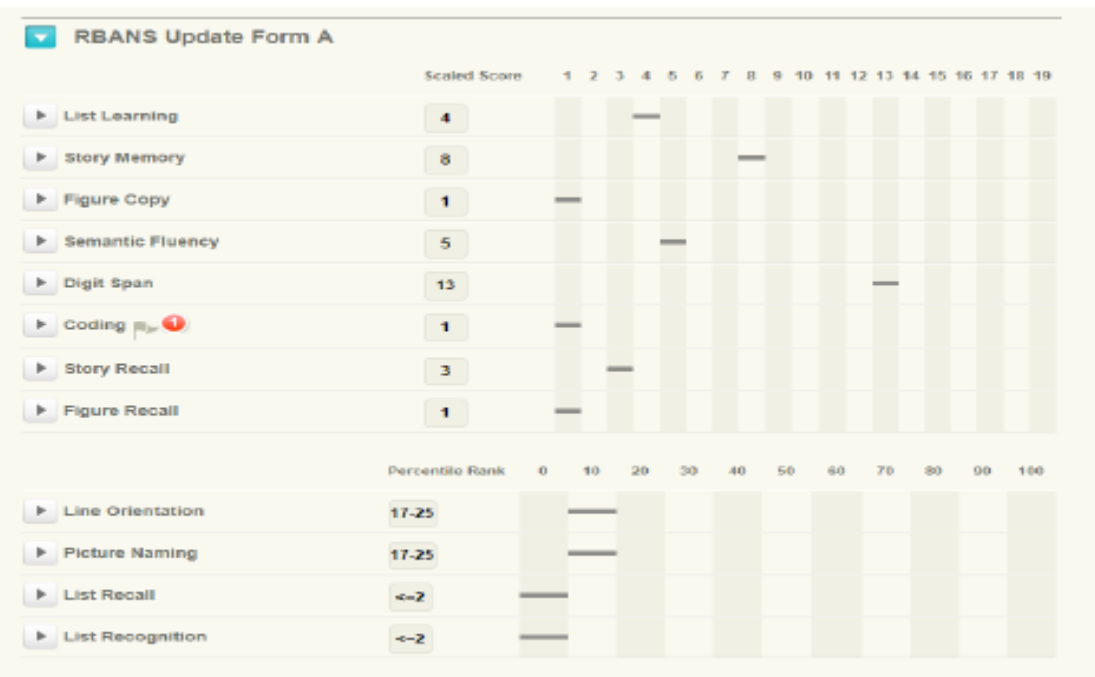 RBANS Update Form A
Scaled Score 1 2 3 4 5 6 7 8 9 10 11 12 13 14 15 16 17 18 19
List Learning 4
Story Memory 8
Figure Copy 1
Semantic Fluency 5
Digit Span 13
Coding 1 1
Story Recall 3
Figure Recall 1
Percentile Rank 0 10 20 30 40 50 60 70 80 90 100
Line Orientation 17-25
Picture Naming 17-25
List Recall <=2
List Recognition <=2